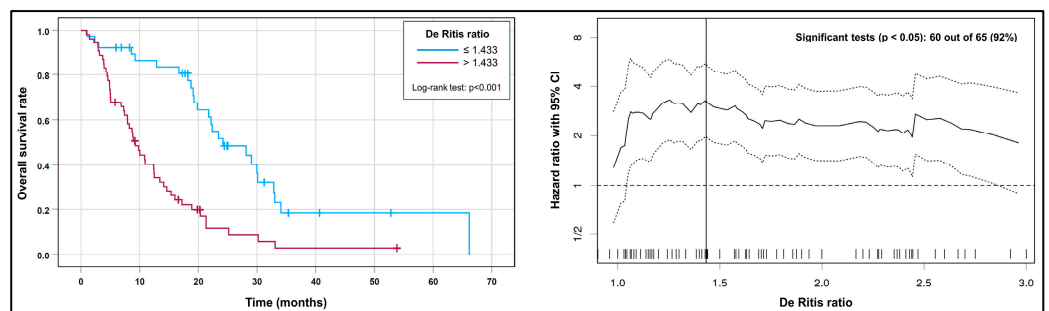 De Ritis ratio
≤ 1.433
> 1.433
Log-rank test: p<0.001
Overall survival rate
1.0
0.8
0.6
0.4
0.2
0.0
0 10 20 30 40 50 60 70
Time (months)
Significant tests (p < 0.05): 60 out of 65 (92%)
Hazard ratio with 95% CI
8
4
2
1
1/2
1.0 1.5 2.0 2.5 3.0
De Ritis ratio